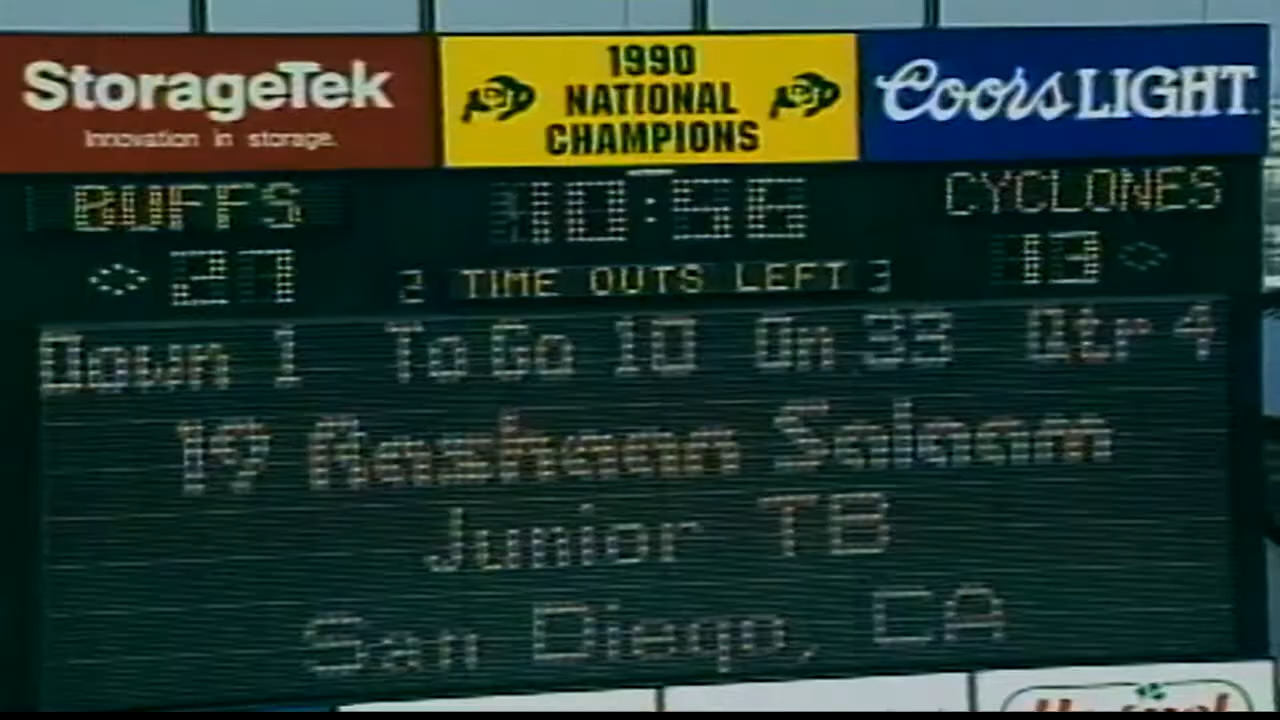 StorageTek
Innovation in storage.
1990
NATIONAL
CHAMPIONS
Coors LIGHT
BUFFS 10:56 CYCLONES
27 13
2 TIME OUTS LEFT 3
Down 1 To Go 10 On 33 Qtr 4
19 Rashaan Salaam
Junior TB
San Diego, CA